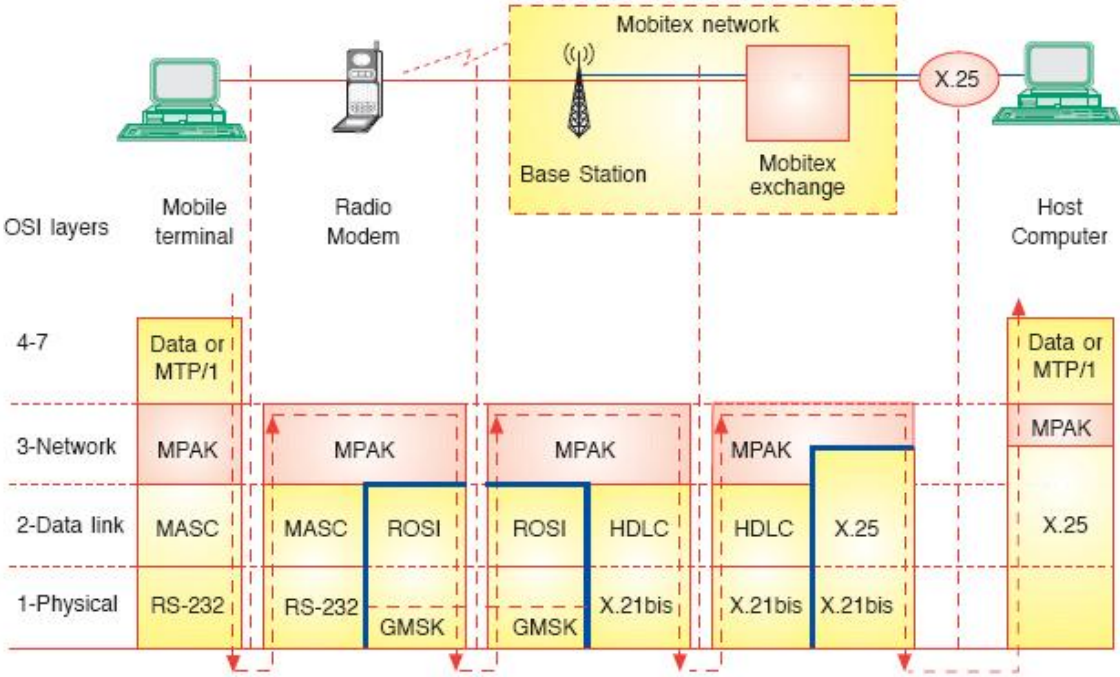 Mobitex network
X.25
Base Station
Mobitex
exchange
OSI layers
Mobile
terminal
Radio
Modem
Host
Computer
4-7
Data or
MTP/1
Data or
MTP/1
3-Network
MPAK
MPAK
MPAK
MPAK
MPAK
2-Data link
MASC
MASC
ROSI
ROSI
HDLC
HDLC
X.25
X.25
1-Physical
RS-232
RS-232
GMSK
GMSK
X.21bis
X.21bis
X.21bis